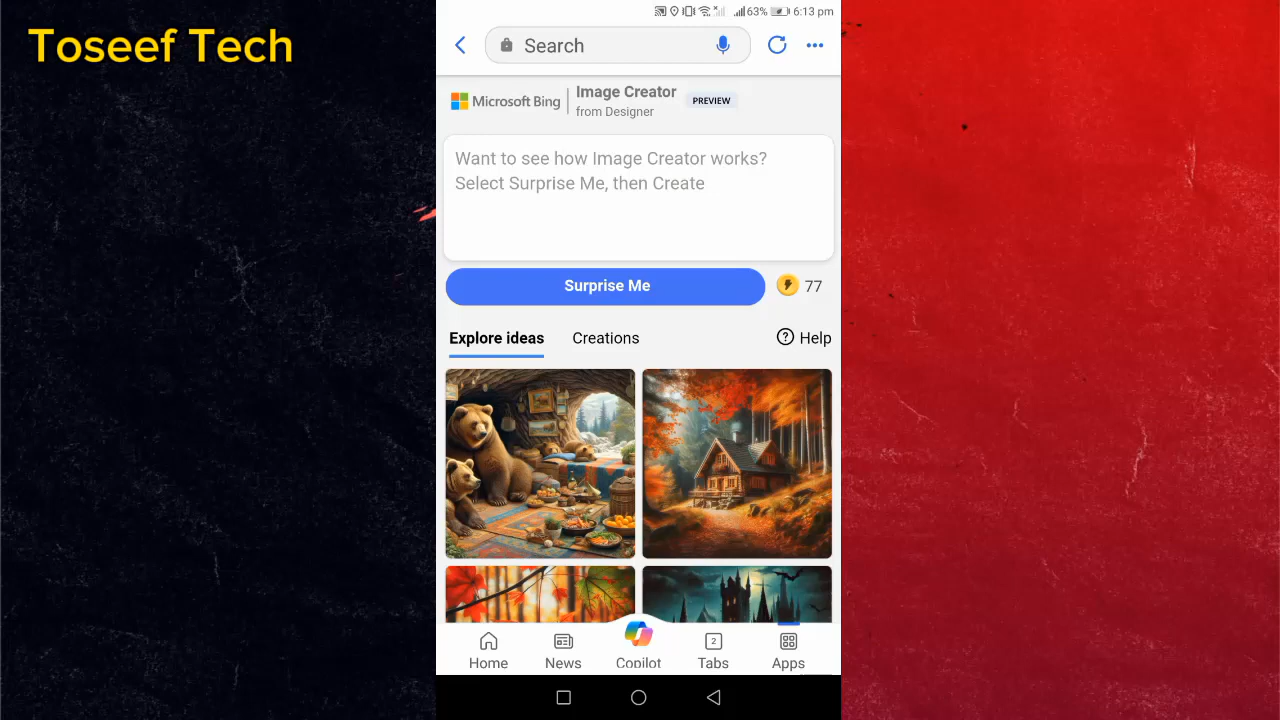 Toseef Tech
63% 6:13 pm
Search
Microsoft Bing
Image Creator
from Designer
PREVIEW
Want to see how Image Creator works?
Select Surprise Me, then Create
Surprise Me
77
Explore ideas
Creations
Help
Home
News
Copilot
2
Tabs
Apps